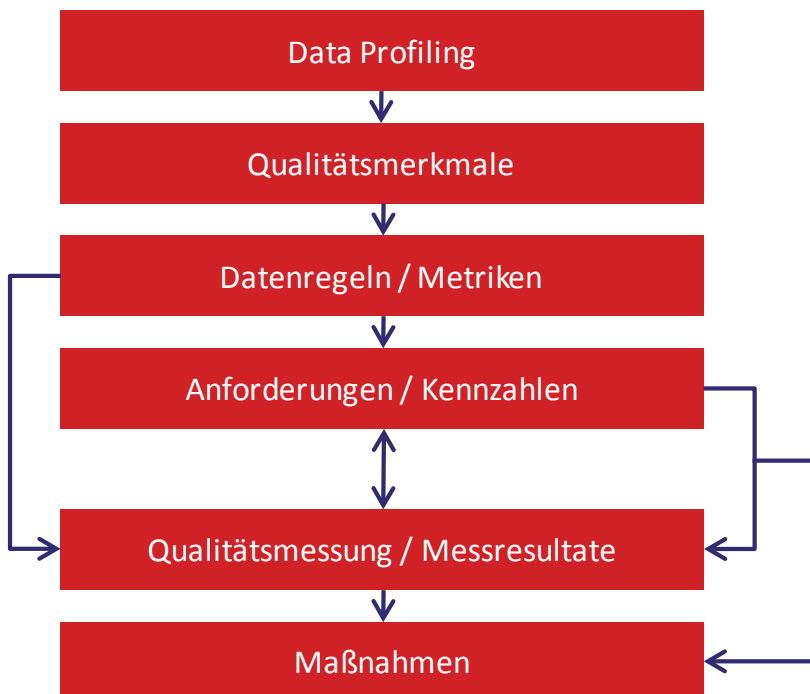 Data Profiling
Qualitätsmerkmale
Datenregeln / Metriken
Anforderungen / Kennzahlen
Qualitätsmessung / Messresultate
Maßnahmen